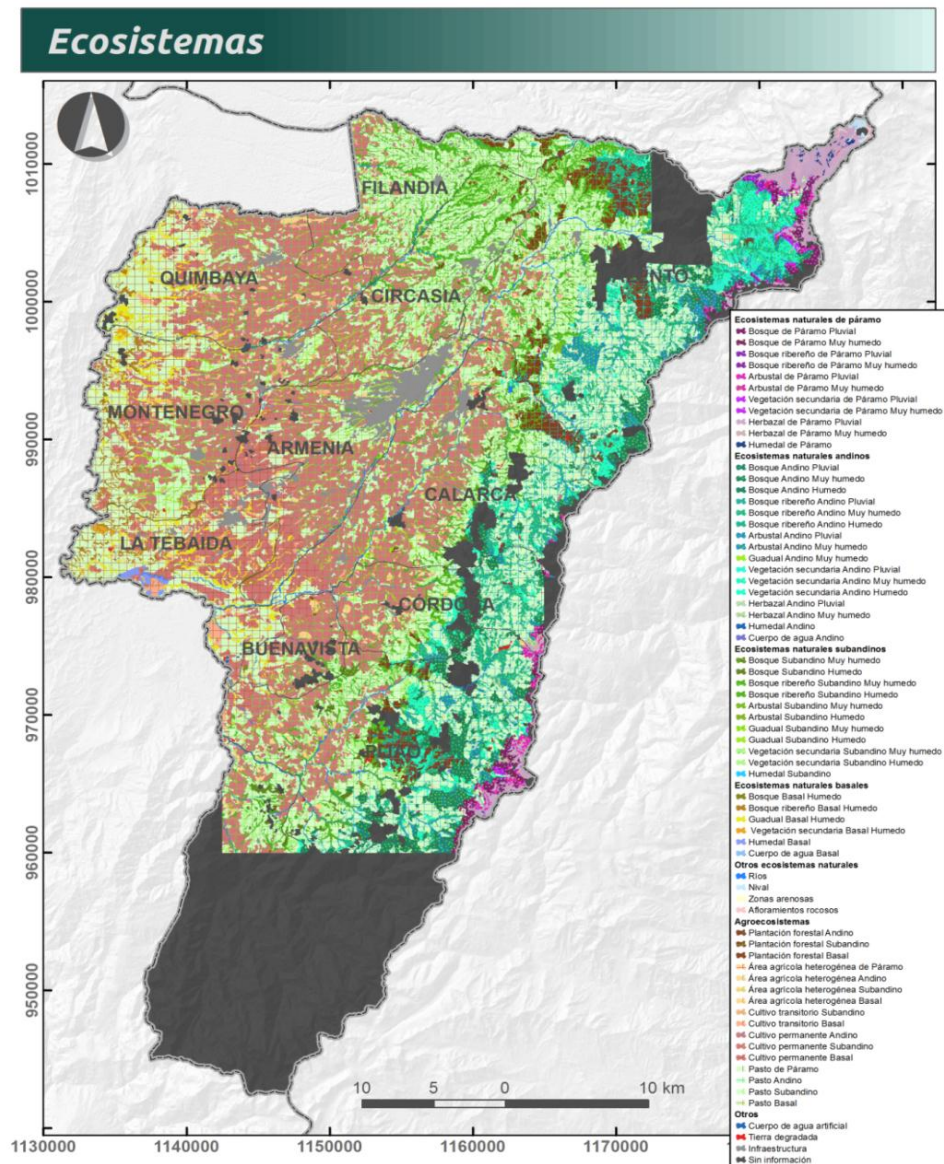 Ecosistemas
1010000
1000000
990000
980000
970000
960000
950000
FILANDIA
QUIMBAYA
CIRCASIA
MONTENEGRO
ARMENIA
CALARCA
LA TEBAIDA
CORDOBA
BUENAVISTA
10 5 0 10 km
1130000 1140000 1150000 1160000 1170000
Ecosistemas naturales de páramo
Bosque de Páramo Pluvial
Bosque de Páramo Muy humedo
Bosque ribereño de Páramo Pluvial
Bosque ribereño de Páramo Muy humedo
Arbustal de Páramo Pluvial
Arbustal de Páramo Muy humedo
Vegetación secundaria de Páramo Pluvial
Vegetación secundaria de Páramo Muy humedo
Herbazal de Páramo Pluvial
Herbazal de Páramo Muy humedo
Humedal de Páramo
Ecosistemas naturales andinos
Bosque Andino Pluvial
Bosque Andino Muy humedo
Bosque Andino Humedo
Bosque ribereño Andino Pluvial
Bosque ribereño Andino Muy humedo
Bosque ribereño Andino Humedo
Arbustal Andino Pluvial
Arbustal Andino Muy humedo
Guadual Andino Muy humedo
Vegetación secundaria Andino Pluvial
Vegetación secundaria Andino Muy humedo
Vegetación secundaria Andino Humedo
Herbazal Andino Pluvial
Herbazal Andino Muy humedo
Humedal Andino
Cuerpo de agua Andino
Ecosistemas naturales subandinos
Bosque Subandino Muy humedo
Bosque Subandino Humedo
Bosque ribereño Subandino Muy humedo
Bosque ribereño Subandino Humedo
Arbustal Subandino Muy humedo
Arbustal Subandino Humedo
Guadual Subandino Muy humedo
Guadual Subandino Humedo
Vegetación secundaria Subandino Muy humedo
Vegetación secundaria Subandino Humedo
Humedal Subandino
Ecosistemas naturales basales
Bosque Basal Humedo
Bosque ribereño Basal Humedo
Guadual Basal Humedo
Vegetación secundaria Basal Humedo
Humedal Basal
Cuerpo de agua Basal
Otros ecosistemas naturales
Ríos
Nival
Zonas arenosas
Afloramientos rocosos
Agroecosistemas
Plantación forestal Andino
Plantación forestal Subandino
Plantación forestal Basal
Área agrícola heterogénea de Páramo
Área agrícola heterogénea Andino
Área agrícola heterogénea Subandino
Área agrícola heterogénea Basal
Cultivo transitorio Subandino
Cultivo transitorio Basal
Cultivo permanente Andino
Cultivo permanente Subandino
Cultivo permanente Basal
Pasto de Páramo
Pasto Andino
Pasto Subandino
Pasto Basal
Otros
Cuerpo de agua artificial
Tierra degradada
Infraestructura
Sin información